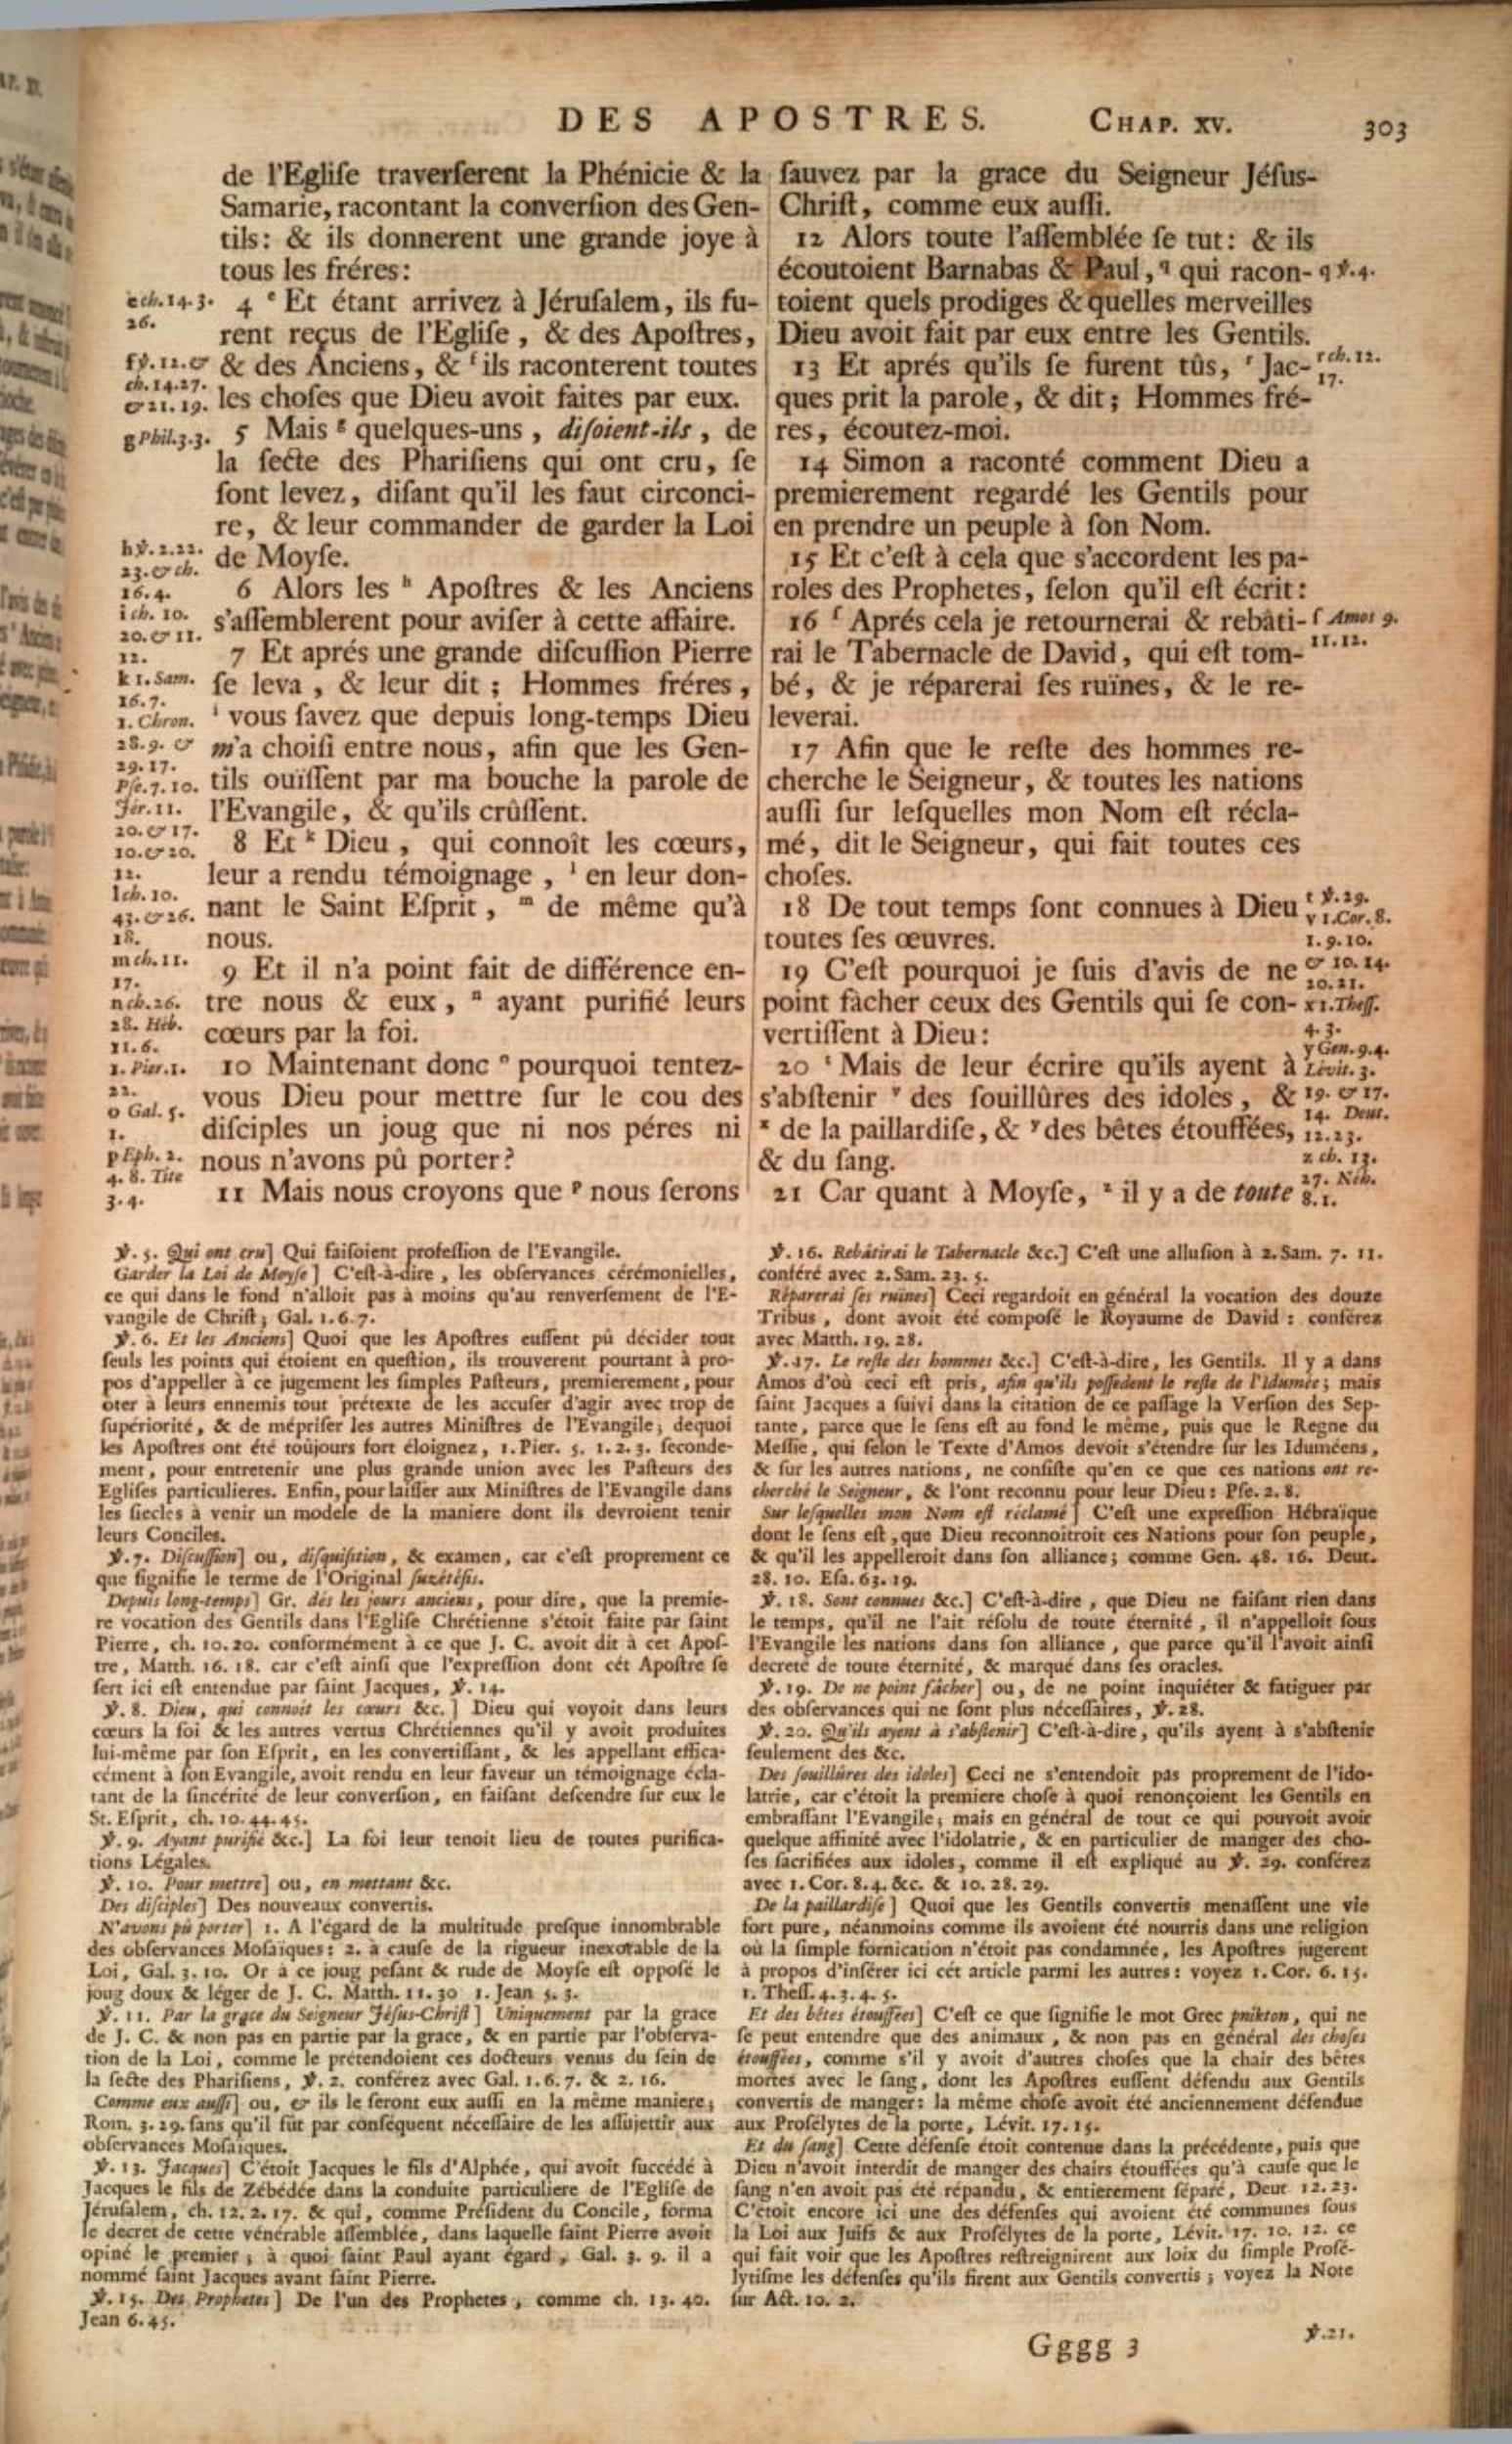 DES APOSTRES. CHAP. XV. 303
de l'Egliſe traverſerent la Phénicie & la
Samarie, racontant la converſion des Gen-
tils: & ils donnerent une grande joye à
tous les fréres:
4 ᵉ Et étant arrivez à Jéruſalem, ils fu-
rent reçus de l'Egliſe, & des Apoſtres,
& des Anciens, & ᶠ ils raconterent toutes
les choſes que Dieu avoit faites par eux.
5 Mais ᵍ quelques-uns, diſoient-ils, de
la ſecte des Phariſiens qui ont cru, ſe
ſont levez, diſant qu'il les faut circonci-
re, & leur commander de garder la Loi
de Moyſe.
6 Alors les ʰ Apoſtres & les Anciens
s'aſſemblerent pour aviſer à cette affaire.
7 Et aprés une grande diſcuſſion Pierre
ſe leva, & leur dit; Hommes fréres,
ⁱ vous ſavez que depuis long-temps Dieu
m'a choiſi entre nous, afin que les Gen-
tils ouïſſent par ma bouche la parole de
l'Evangile, & qu'ils crûſſent.
8 Et ᵏ Dieu, qui connoît les cœurs,
leur a rendu témoignage, ˡ en leur don-
nant le Saint Eſprit, ᵐ de même qu'à
nous.
9 Et il n'a point fait de différence en-
tre nous & eux, ⁿ ayant purifié leurs
cœurs par la foi.
10 Maintenant donc ᵒ pourquoi tentez-
vous Dieu pour mettre ſur le cou des
diſciples un joug que ni nos péres ni
nous n'avons pû porter?
11 Mais nous croyons que ᵖ nous ſerons
e ch. 14. 3.
26.
f ℣. 12. &
ch. 14. 27.
& 21. 19.
g Phil. 3. 3.
h ℣. 2. 22.
23. & ch.
16. 4.
i ch. 10.
20. & 11.
12.
k 1. Sam.
16. 7.
1. Chron.
28. 9. &
29. 17.
Pſe. 7. 10.
Jér. 11.
20. & 17.
10. & 20.
12.
l ch. 10.
43. & 26.
18.
m ch. 11.
17.
n ch. 26.
28. Héb.
11. 6.
1. Pier. 1.
22.
o Gal. 5.
1.
p Eph. 2.
4. 8. Tite
3. 4.
ſauvez par la grace du Seigneur Jéſus-
Chriſt, comme eux auſſi.
12 Alors toute l'aſſemblée ſe tut: & ils
écoutoient Barnabas & Paul, q qui racon-
toient quels prodiges & quelles merveilles
Dieu avoit fait par eux entre les Gentils.
13 Et aprés qu'ils ſe furent tûs, ʳ Jac-
ques prit la parole, & dit; Hommes fré-
res, écoutez-moi.
14 Simon a raconté comment Dieu a
premierement regardé les Gentils pour
en prendre un peuple à ſon Nom.
15 Et c'eſt à cela que s'accordent les pa-
roles des Prophetes, ſelon qu'il eſt écrit:
16 ſ Aprés cela je retournerai & rebâti-
rai le Tabernacle de David, qui eſt tom-
bé, & je réparerai ſes ruïnes, & le re-
leverai.
17 Afin que le reſte des hommes re-
cherche le Seigneur, & toutes les nations
auſſi ſur leſquelles mon Nom eſt récla-
mé, dit le Seigneur, qui fait toutes ces
choſes.
18 De tout temps ſont connues à Dieu
toutes ſes œuvres.
19 C'eſt pourquoi je ſuis d'avis de ne
point fâcher ceux des Gentils qui ſe con-
vertiſſent à Dieu:
20 ᵗ Mais de leur écrire qu'ils ayent à
s'abſtenir ᵛ des ſouillûres des idoles, &
ˣ de la paillardiſe, & ʸ des bêtes étouffées,
& du ſang.
21 Car quant à Moyſe, ᶻ il y a de toute
q ℣. 4.
r ch. 12.
17.
ſ Amos 9.
11. 12.
t ℣. 29.
v 1. Cor. 8.
1. 9. 10.
& 10. 14.
20. 21.
x 1. Theſſ.
4. 3.
y Gen. 9. 4.
Lévit. 3.
19. & 17.
14. Deut.
12. 23.
z ch. 13.
27. Néh.
8. 1.
℣. 5. Qui ont cru] Qui faiſoient profeſſion de l'Evangile.
Garder la Loi de Moyſe] C'eſt-à-dire, les obſervances cérémonielles,
ce qui dans le fond n'alloit pas à moins qu'au renverſement de l'E-
vangile de Chriſt; Gal. 1. 6. 7.
℣. 6. Et les Anciens] Quoi que les Apoſtres euſſent pû décider tout
ſeuls les points qui étoient en queſtion, ils trouverent pourtant à pro-
pos d'appeller à ce jugement les ſimples Paſteurs, premierement, pour
ôter à leurs ennemis tout prétexte de les accuſer d'agir avec trop de
ſupériorité, & de mépriſer les autres Miniſtres de l'Evangile; dequoi
les Apoſtres ont été toûjours fort éloignez, 1. Pier. 5. 1. 2. 3. ſeconde-
ment, pour entretenir une plus grande union avec les Paſteurs des
Egliſes particulieres. Enfin, pour laiſſer aux Miniſtres de l'Evangile dans
les ſiecles à venir un modele de la maniere dont ils devroient tenir
leurs Conciles.
℣. 7. Diſcuſſion] ou, diſquiſition, & examen, car c'eſt proprement ce
que ſignifie le terme de l'Original ſuzétéſis.
Depuis long-temps] Gr. dés les jours anciens, pour dire, que la premie-
re vocation des Gentils dans l'Egliſe Chrétienne s'étoit faite par ſaint
Pierre, ch. 10. 20. conformément à ce que J. C. avoit dit à cet Apoſ-
tre, Matth. 16. 18. car c'eſt ainſi que l'expreſſion dont cét Apoſtre ſe
ſert ici eſt entendue par ſaint Jacques, ℣. 14.
℣. 8. Dieu, qui connoit les cœurs &c.] Dieu qui voyoit dans leurs
cœurs la foi & les autres vertus Chrétiennes qu'il y avoit produites
lui-même par ſon Eſprit, en les convertiſſant, & les appellant effica-
cément à ſon Evangile, avoit rendu en leur faveur un témoignage écla-
tant de la ſincérité de leur converſion, en faiſant deſcendre ſur eux le
St. Eſprit, ch. 10. 44. 45.
℣. 9. Ayant purifié &c.] La foi leur tenoit lieu de toutes purifica-
tions Légales.
℣. 10. Pour mettre] ou, en mettant &c.
Des diſciples] Des nouveaux convertis.
N'avons pû porter] 1. A l'égard de la multitude preſque innombrable
des obſervances Moſaïques: 2. à cauſe de la rigueur inexorable de la
Loi, Gal. 3. 10. Or à ce joug peſant & rude de Moyſe eſt oppoſé le
joug doux & léger de J. C. Matth. 11. 30 1. Jean 5. 3.
℣. 11. Par la grace du Seigneur Jéſus-Chriſt] Uniquement par la grace
de J. C. & non pas en partie par la grace, & en partie par l'obſerva-
tion de la Loi, comme le prétendoient ces docteurs venus du ſein de
la ſecte des Phariſiens, ℣. 2. conférez avec Gal. 1. 6. 7. & 2. 16.
Comme eux auſſi] ou, & ils le ſeront eux auſſi en la même maniere;
Rom. 3. 29. ſans qu'il fût par conſéquent néceſſaire de les aſſujettir aux
obſervances Moſaïques.
℣. 13. Jacques] C'étoit Jacques le fils d'Alphée, qui avoit ſuccédé à
Jacques le fils de Zébédée dans la conduite particuliere de l'Egliſe de
Jéruſalem, ch. 12. 2. 17. & qui, comme Préſident du Concile, forma
le decret de cette vénérable aſſemblée, dans laquelle ſaint Pierre avoit
opiné le premier; à quoi ſaint Paul ayant égard, Gal. 3. 9. il a
nommé ſaint Jacques avant ſaint Pierre.
℣. 15. Des Prophetes] De l'un des Prophetes, comme ch. 13. 40.
Jean 6. 45.
℣. 16. Rebâtirai le Tabernacle &c.] C'eſt une alluſion à 2. Sam. 7. 11.
conféré avec 2. Sam. 23. 5.
Réparerai ſes ruïnes] Ceci regardoit en général la vocation des douze
Tribus, dont avoit été compoſé le Royaume de David: conférez
avec Matth. 19. 28.
℣. 17. Le reſte des hommes &c.] C'eſt-à-dire, les Gentils. Il y a dans
Amos d'où ceci eſt pris, afin qu'ils poſſedent le reſte de l'Idumée; mais
ſaint Jacques a ſuivi dans la citation de ce paſſage la Verſion des Sep-
tante, parce que le ſens eſt au fond le même, puis que le Regne du
Meſſie, qui ſelon le Texte d'Amos devoit s'étendre ſur les Iduméens,
& ſur les autres nations, ne conſiſte qu'en ce que ces nations ont re-
cherché le Seigneur, & l'ont reconnu pour leur Dieu: Pſe. 2. 8.
Sur leſquelles mon Nom eſt réclamé] C'eſt une expreſſion Hébraïque
dont le ſens eſt, que Dieu reconnoitroit ces Nations pour ſon peuple,
& qu'il les appelleroit dans ſon alliance; comme Gen. 48. 16. Deut.
28. 10. Eſa. 63. 19.
℣. 18. Sont connues &c.] C'eſt-à-dire, que Dieu ne faiſant rien dans
le temps, qu'il ne l'ait réſolu de toute éternité, il n'appelloit ſous
l'Evangile les nations dans ſon alliance, que parce qu'il l'avoit ainſi
decreté de toute éternité, & marqué dans ſes oracles.
℣. 19. De ne point fâcher] ou, de ne point inquiéter & fatiguer par
des obſervances qui ne ſont plus néceſſaires, ℣. 28.
℣. 20. Qu'ils ayent à s'abſtenir] C'eſt-à-dire, qu'ils ayent à s'abſtenir
ſeulement des &c.
Des ſouillûres des idoles] Ceci ne s'entendoit pas proprement de l'ido-
latrie, car c'étoit la premiere choſe à quoi renonçoient les Gentils en
embraſſant l'Evangile; mais en général de tout ce qui pouvoit avoir
quelque affinité avec l'idolatrie, & en particulier de manger des cho-
ſes ſacrifiées aux idoles, comme il eſt expliqué au ℣. 29. conférez
avec 1. Cor. 8. 4. &c. & 10. 28. 29.
De la paillardiſe] Quoi que les Gentils convertis menaſſent une vie
fort pure, néanmoins comme ils avoient été nourris dans une religion
où la ſimple fornication n'étoit pas condamnée, les Apoſtres jugerent
à propos d'inſérer ici cét article parmi les autres: voyez 1. Cor. 6. 15.
1. Theſſ. 4. 3. 4. 5.
Et des bêtes étouffées] C'eſt ce que ſignifie le mot Grec pnikton, qui ne
ſe peut entendre que des animaux, & non pas en général des choſes
étouffées, comme s'il y avoit d'autres choſes que la chair des bêtes
mortes avec le ſang, dont les Apoſtres euſſent défendu aux Gentils
convertis de manger: la même choſe avoit été anciennement défendue
aux Proſélytes de la porte, Lévit. 17. 15.
Et du ſang] Cette défenſe étoit contenue dans la précédente, puis que
Dieu n'avoit interdit de manger des chairs étouffées qu'à cauſe que le
ſang n'en avoit pas été répandu, & entierement ſéparé, Deut. 12. 23.
C'étoit encore ici une des défenſes qui avoient été communes ſous
la Loi aux Juifs & aux Proſélytes de la porte, Lévit. 17. 10. 12. ce
qui fait voir que les Apoſtres reſtreignirent aux loix du ſimple Proſé-
lytiſme les défenſes qu'ils firent aux Gentils convertis; voyez la Note
ſur Act. 10. 2.
Gggg 3
℣. 21.